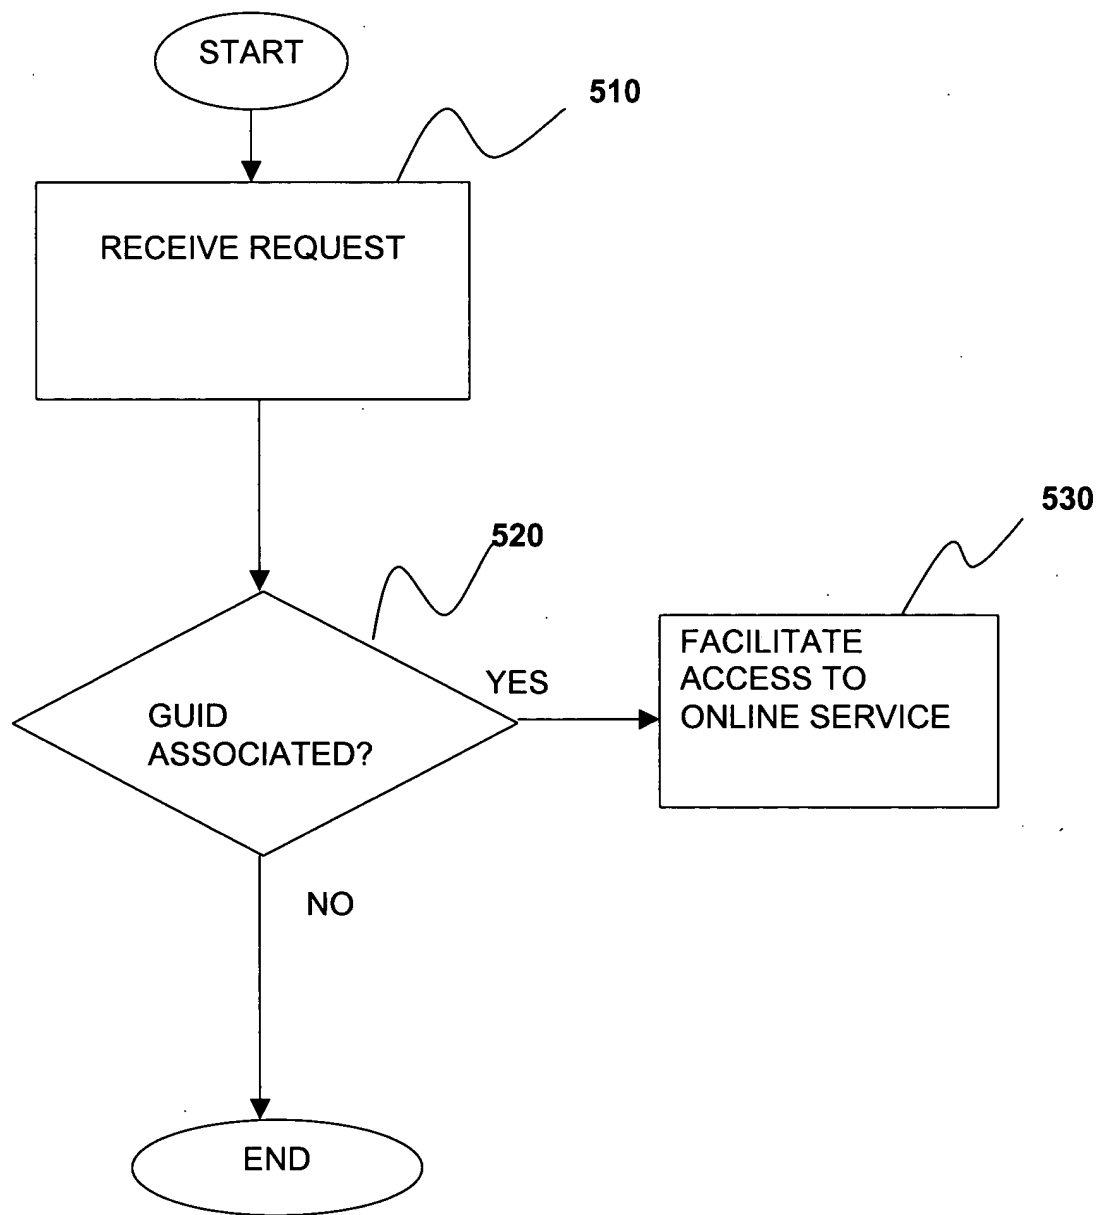 START
510
RECEIVE REQUEST
530
520
FACILITATE
ACCESS TO
ONLINE SERVICE
YES
GUID
ASSOCIATED?
NO
END